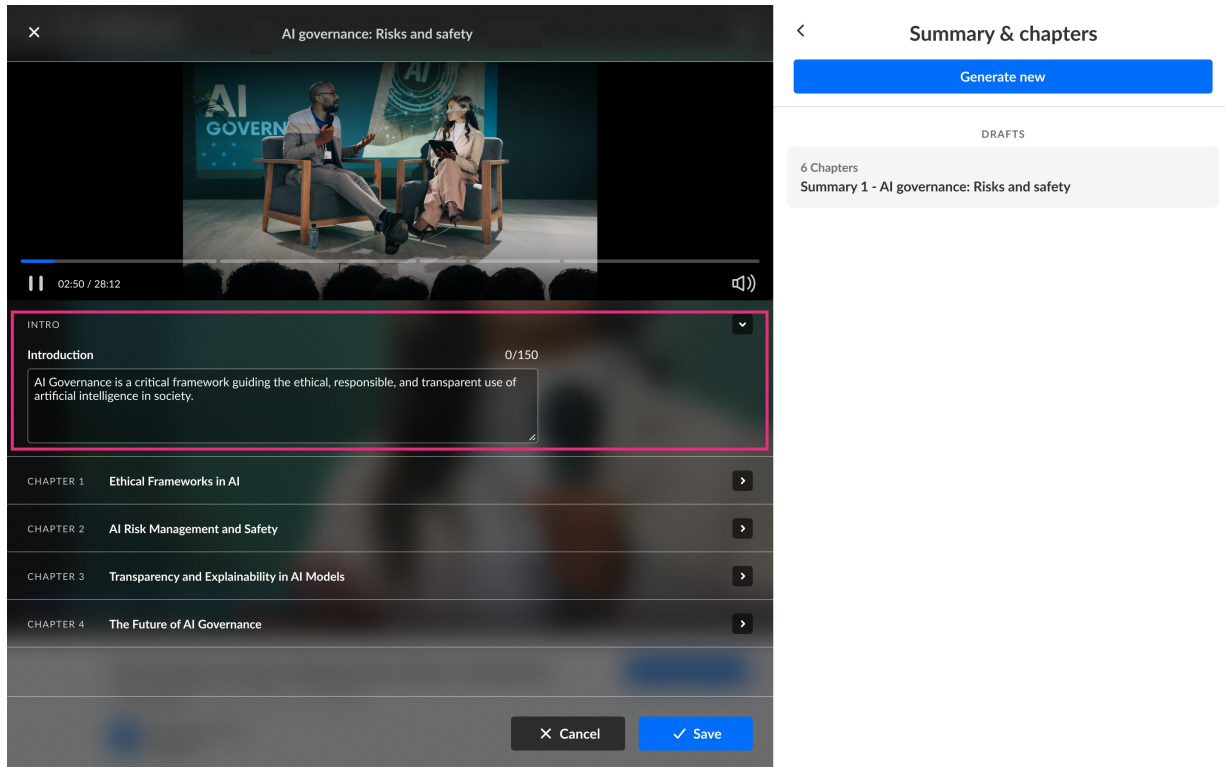 AI governance: Risks and safety
AI
AI
GOVERN
02:50 / 28:12
INTRO
Introduction
0/150
AI Governance is a critical framework guiding the ethical, responsible, and transparent use of
artificial intelligence in society.
CHAPTER 1 Ethical Frameworks in AI
CHAPTER 2 AI Risk Management and Safety
CHAPTER 3 Transparency and Explainability in AI Models
CHAPTER 4 The Future of AI Governance
Cancel
Save
Summary & chapters
Generate new
DRAFTS
6 Chapters
Summary 1 - AI governance: Risks and safety